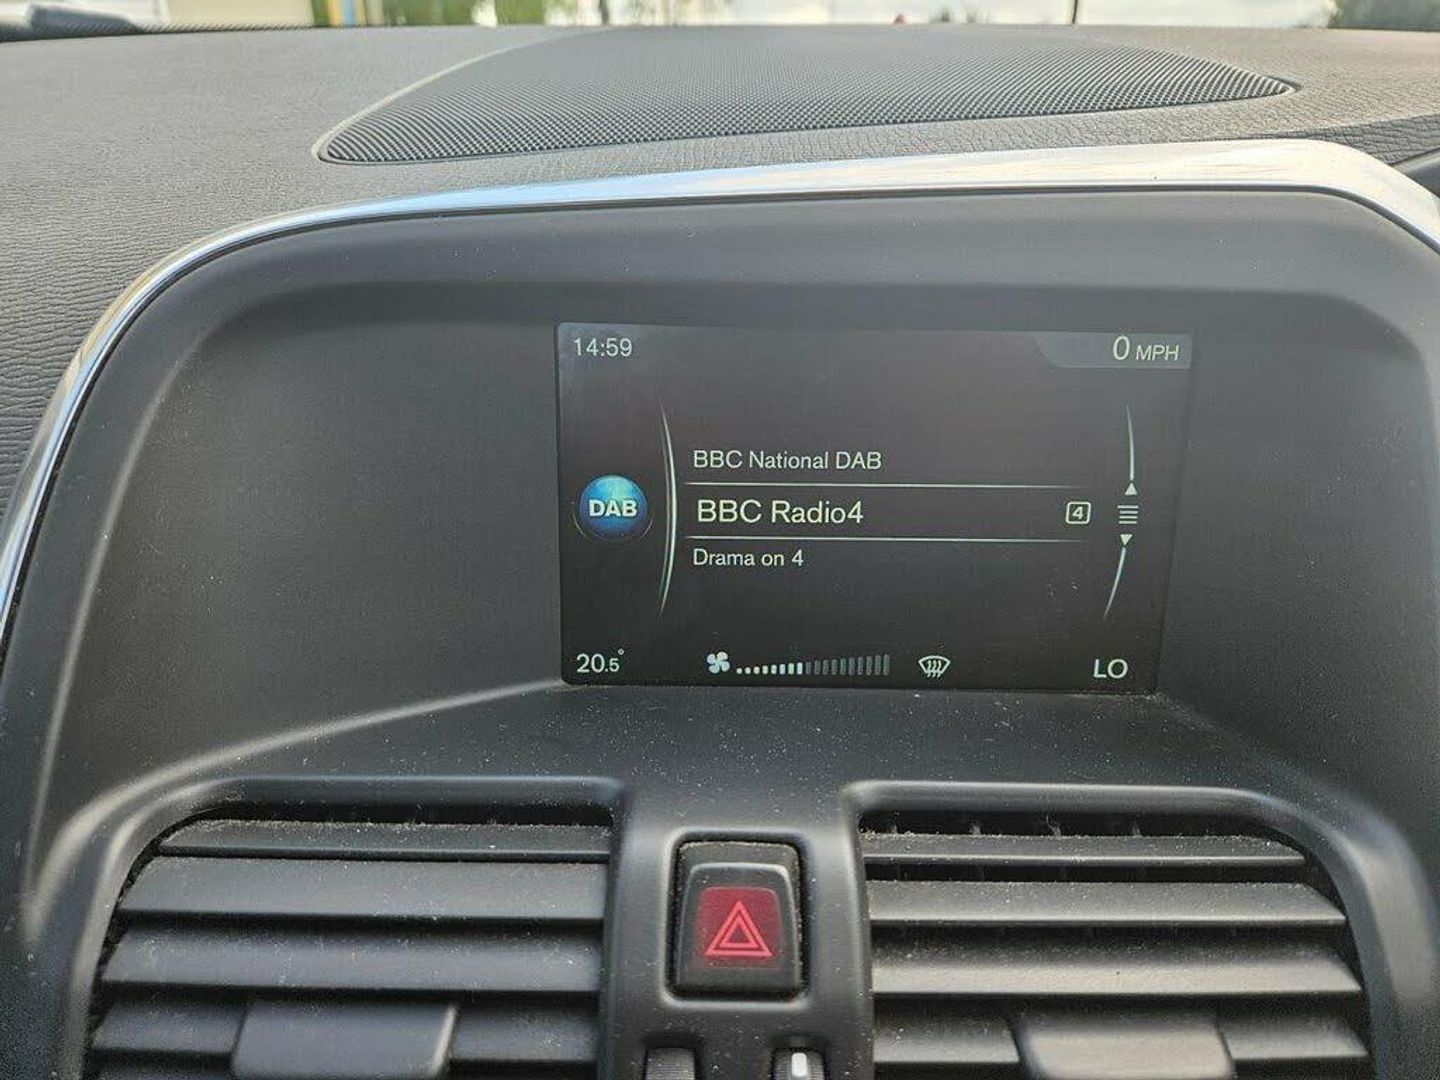 14:59
0 MPH
BBC National DAB
DAB
BBC Radio4
4
Drama on 4
20.5°
LO